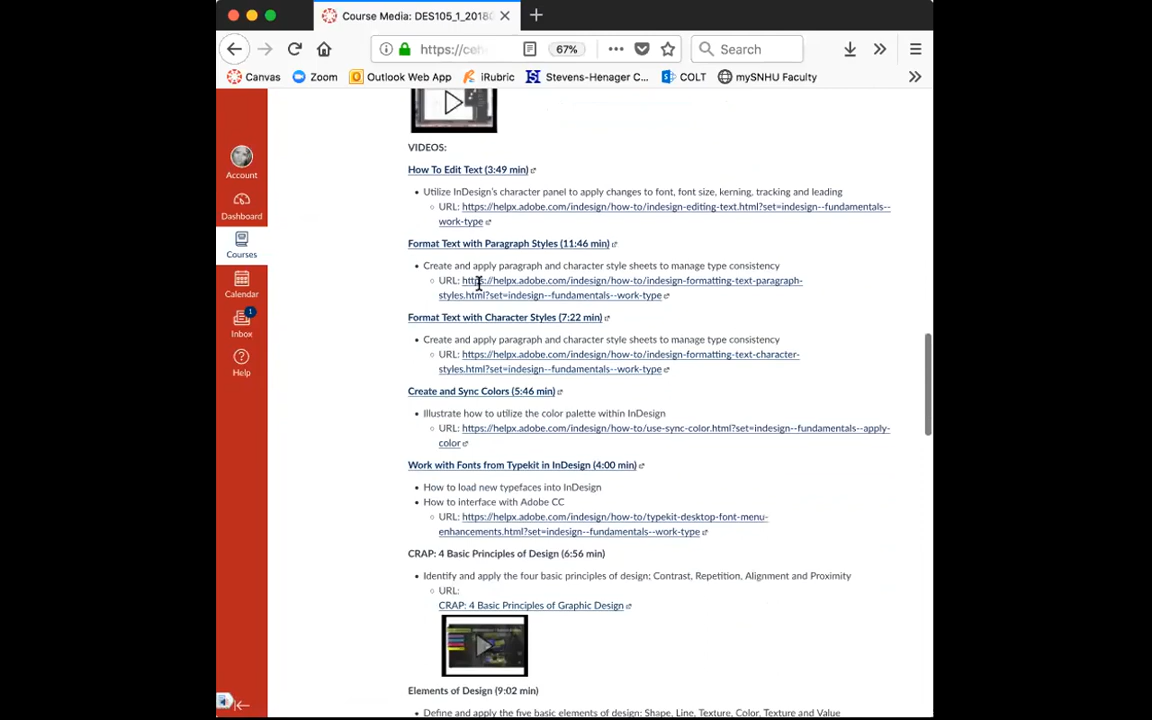 Course Media: DES105_1_2018
https://ceh
67%
Search
Canvas
Zoom
Outlook Web App
iRubric
Stevens-Henager C...
COLT
mySNHU Faculty
Account
Dashboard
Courses
Calendar
1
Inbox
Help
VIDEOS:
How To Edit Text (3:49 min)
• Utilize InDesign's character panel to apply changes to font, font size, kerning, tracking and leading
○ URL: https://helpx.adobe.com/indesign/how-to/indesign-editing-text.html?set=indesign--fundamentals--
work-type
Format Text with Paragraph Styles (11:46 min)
• Create and apply paragraph and character style sheets to manage type consistency
○ URL: https://helpx.adobe.com/indesign/how-to/indesign-formatting-text-paragraph-
styles.html?set=indesign--fundamentals--work-type
Format Text with Character Styles (7:22 min)
• Create and apply paragraph and character style sheets to manage type consistency
○ URL: https://helpx.adobe.com/indesign/how-to/indesign-formatting-text-character-
styles.html?set=indesign--fundamentals--work-type
Create and Sync Colors (5:46 min)
• Illustrate how to utilize the color palette within InDesign
○ URL: https://helpx.adobe.com/indesign/how-to/use-sync-color.html?set=indesign--fundamentals--apply-
color
Work with Fonts from Typekit in InDesign (4:00 min)
• How to load new typefaces into InDesign
• How to interface with Adobe CC
○ URL: https://helpx.adobe.com/indesign/how-to/typekit-desktop-font-menu-
enhancements.html?set=indesign--fundamentals--work-type
CRAP: 4 Basic Principles of Design (6:56 min)
• Identify and apply the four basic principles of design; Contrast, Repetition, Alignment and Proximity
○ URL:
CRAP: 4 Basic Principles of Graphic Design
Elements of Design (9:02 min)
• Define and apply the five basic elements of design: Shape, Line, Texture, Color, Texture and Value